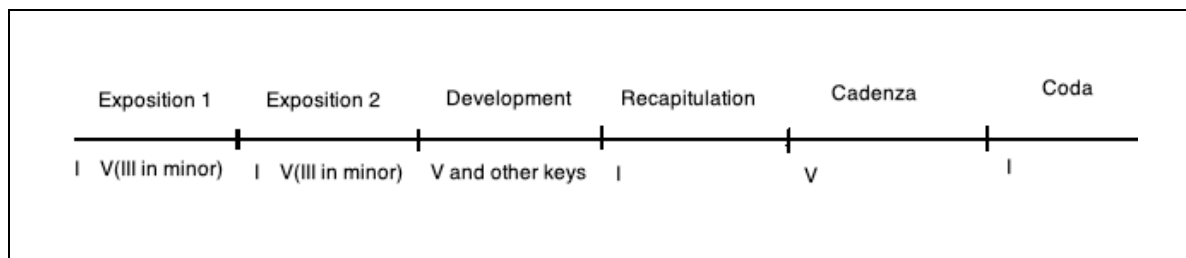 Exposition 1 Exposition 2 Development Recapitulation Cadenza Coda
I V(III in minor) I V(III in minor) V and other keys I V I